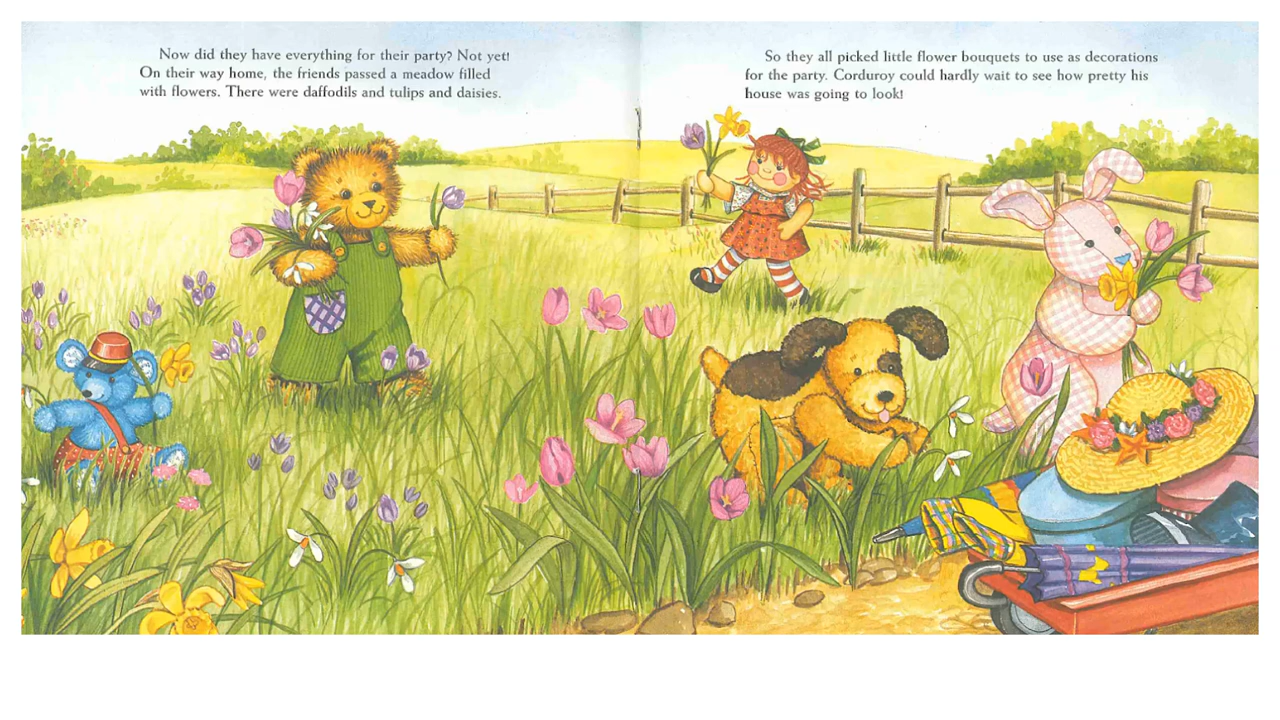 Now did they have everything for their party? Not yet!
On their way home, the friends passed a meadow filled
with flowers. There were daffodils and tulips and daisies.
So they all picked little flower bouquets to use as decorations
for the party. Corduroy could hardly wait to see how pretty his
house was going to look!